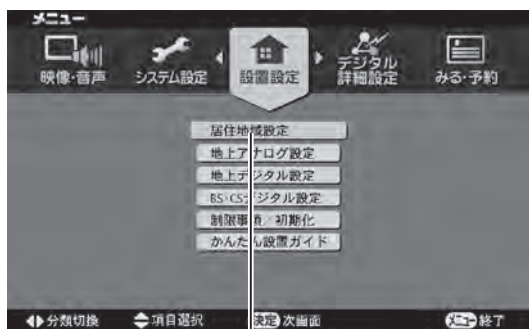 メニュー
映像・音声 システム設定 設置設定 デジタル詳細設定 みる・予約
居住地域設定
地上アナログ設定
地上デジタル設定
BS・CSデジタル設定
制限事項／初期化
かんたん設置ガイド
分類切換 項目選択 決定 次画面 メニュー 終了